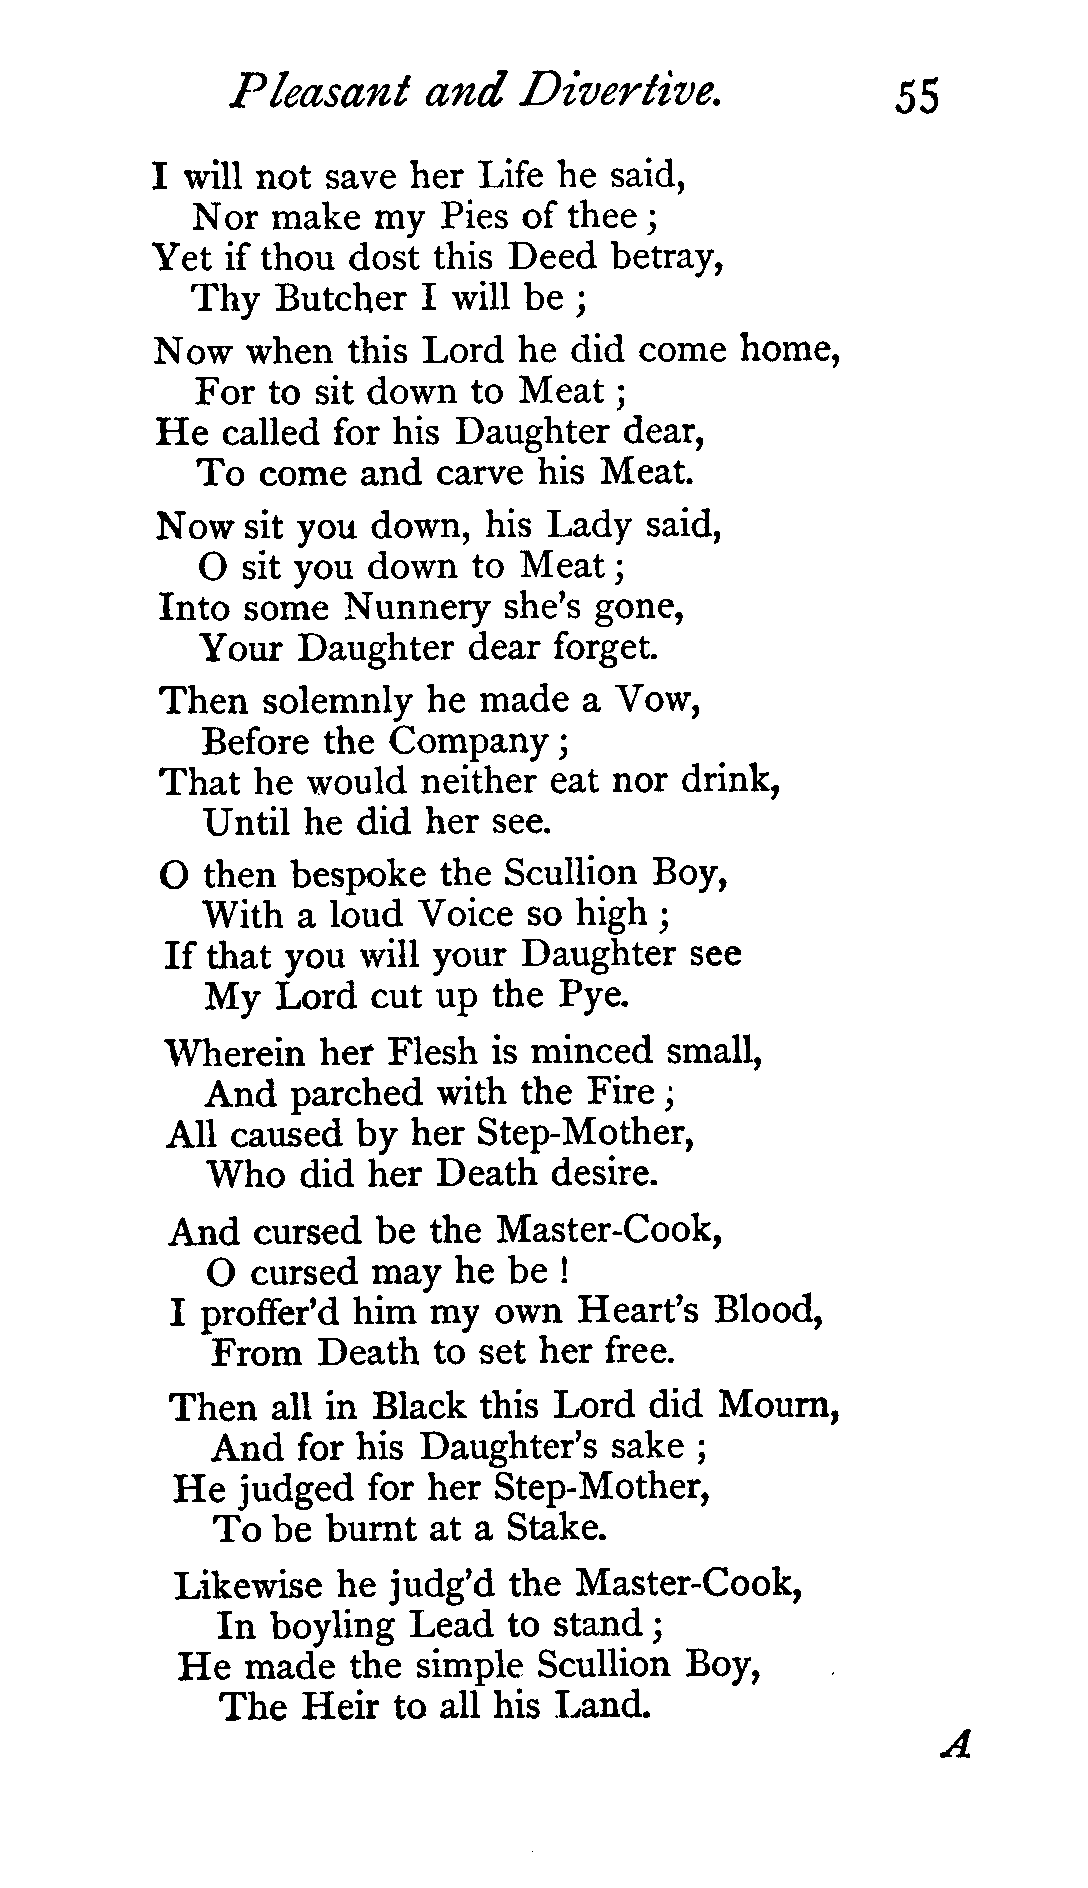 Pleasant and Divertive. 55
I will not save her Life he said,
Nor make my Pies of thee ;
Yet if thou dost this Deed betray,
Thy Butcher I will be ;
Now when this Lord he did come home,
For to sit down to Meat ;
He called for his Daughter dear,
To come and carve his Meat.
Now sit you down, his Lady said,
O sit you down to Meat ;
Into some Nunnery she's gone,
Your Daughter dear forget.
Then solemnly he made a Vow,
Before the Company ;
That he would neither eat nor drink,
Until he did her see.
O then bespoke the Scullion Boy,
With a loud Voice so high ;
If that you will your Daughter see
My Lord cut up the Pye.
Wherein her Flesh is minced small,
And parched with the Fire ;
All caused by her Step-Mother,
Who did her Death desire.
And cursed be the Master-Cook,
O cursed may he be !
I proffer'd him my own Heart's Blood,
From Death to set her free.
Then all in Black this Lord did Mourn,
And for his Daughter's sake ;
He judged for her Step-Mother,
To be burnt at a Stake.
Likewise he judg'd the Master-Cook,
In boyling Lead to stand ;
He made the simple Scullion Boy,
The Heir to all his Land.
A